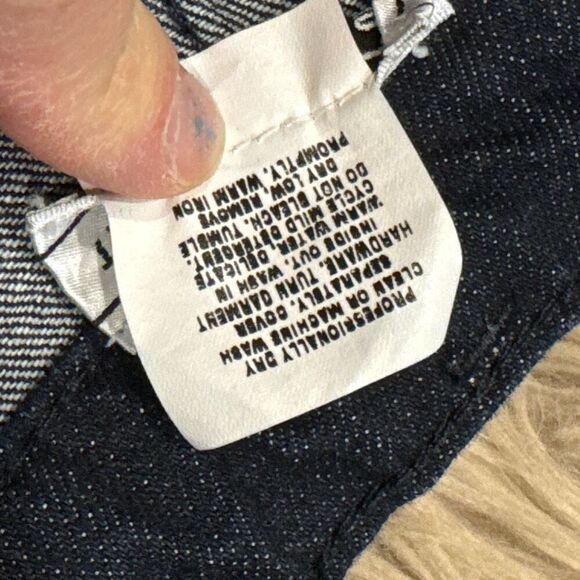 PROFESSIONALLY DRY
CLEAN OR MACHINE WASH
SEPARATELY, COVER
HARDWARE, TURN GARMENT
INSIDE OUT, WASH IN
WARM WATER, DELICATE
CYCLE MILD DETERGENT.
DO NOT BLEACH. TUMBLE
DRY LOW, REMOVE
PROMPTLY, WARM IRON